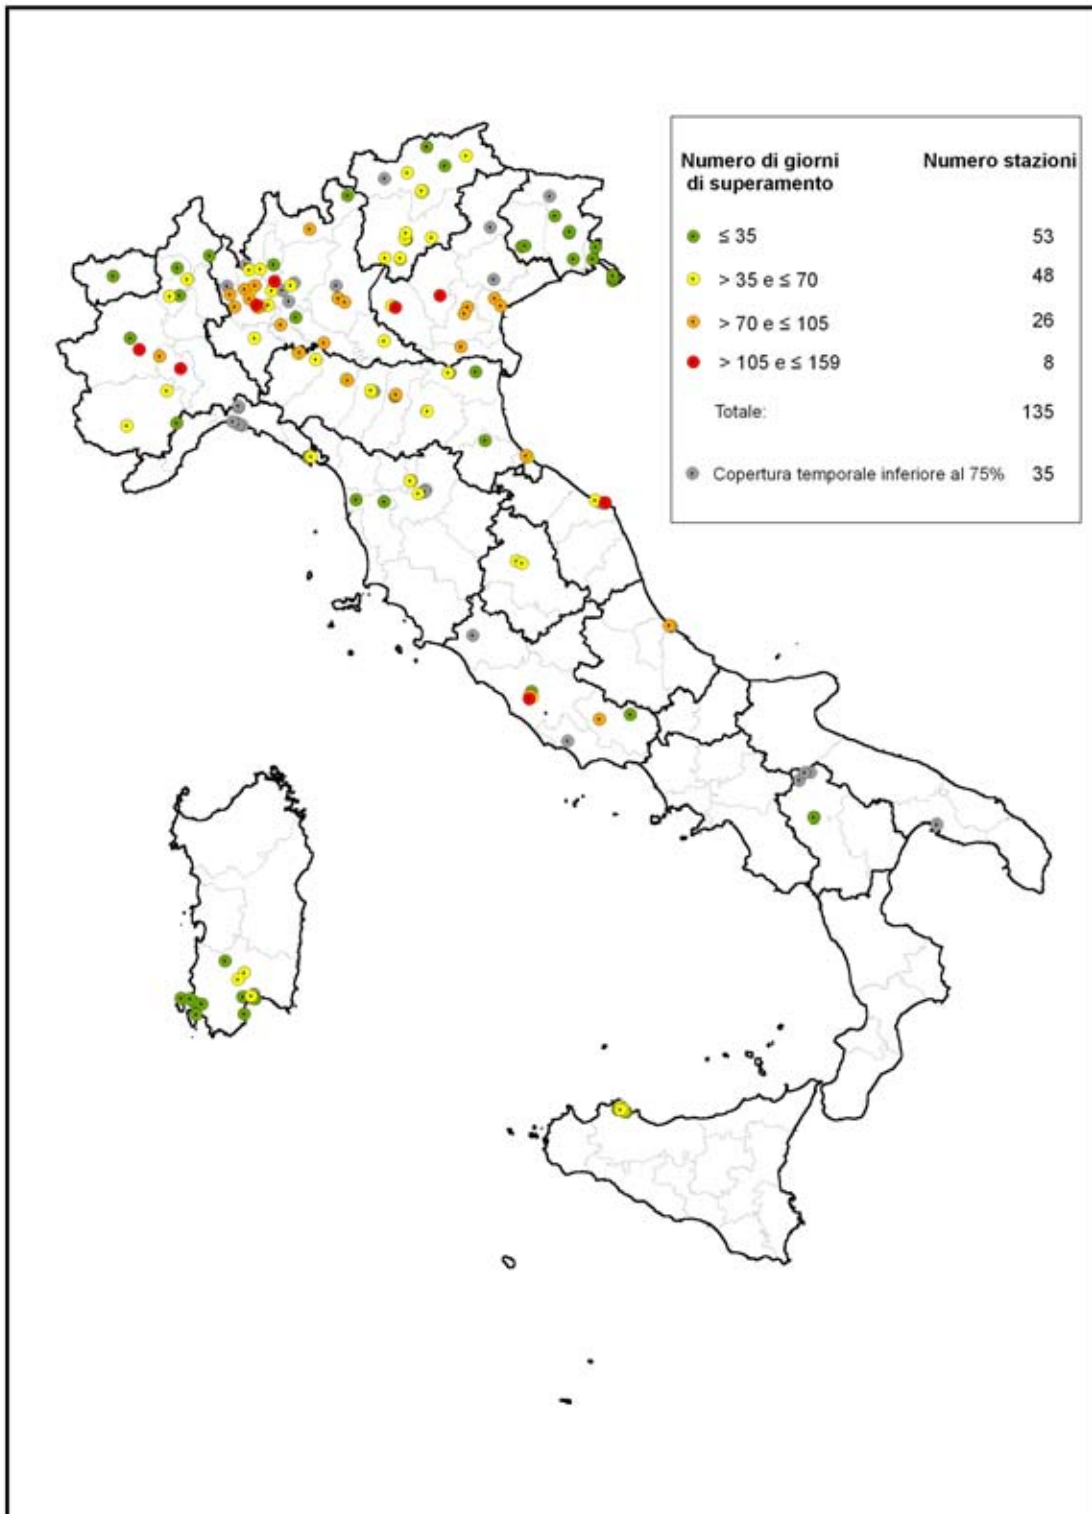 Numero di giorni di superamento Numero stazioni
≤ 35 53
> 35 e ≤ 70 48
> 70 e ≤ 105 26
> 105 e ≤ 159 8
Totale: 135
Copertura temporale inferiore al 75% 35